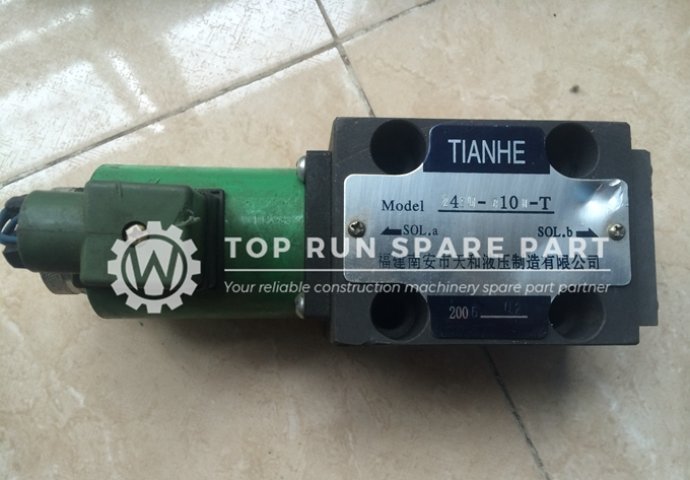 TIANHE
Model 4 - 10 -T
SOL.a SOL.b
TOP RUN SPARE PART
福建南安市天和液压制造有限公司
Your reliable construction machinery spare part partner
200